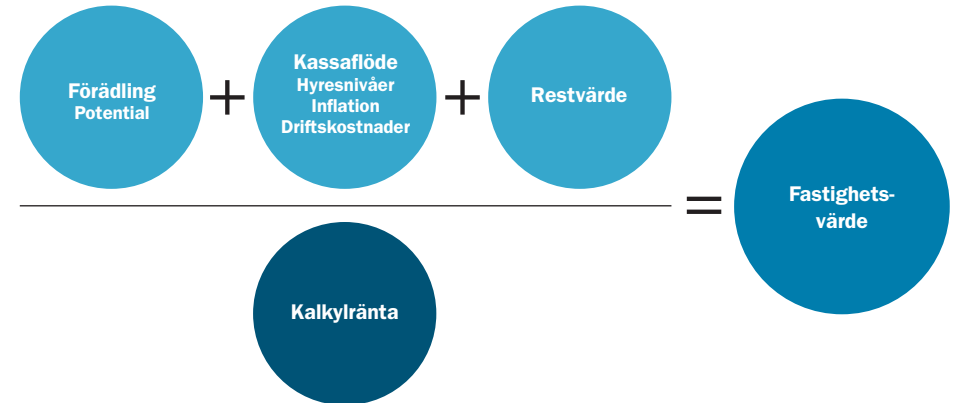 Förädling
Potential
+
Kassaflöde
Hyresnivåer
Inflation
Driftskostnader
+
Restvärde
=
Fastighets-
värde
Kalkylränta